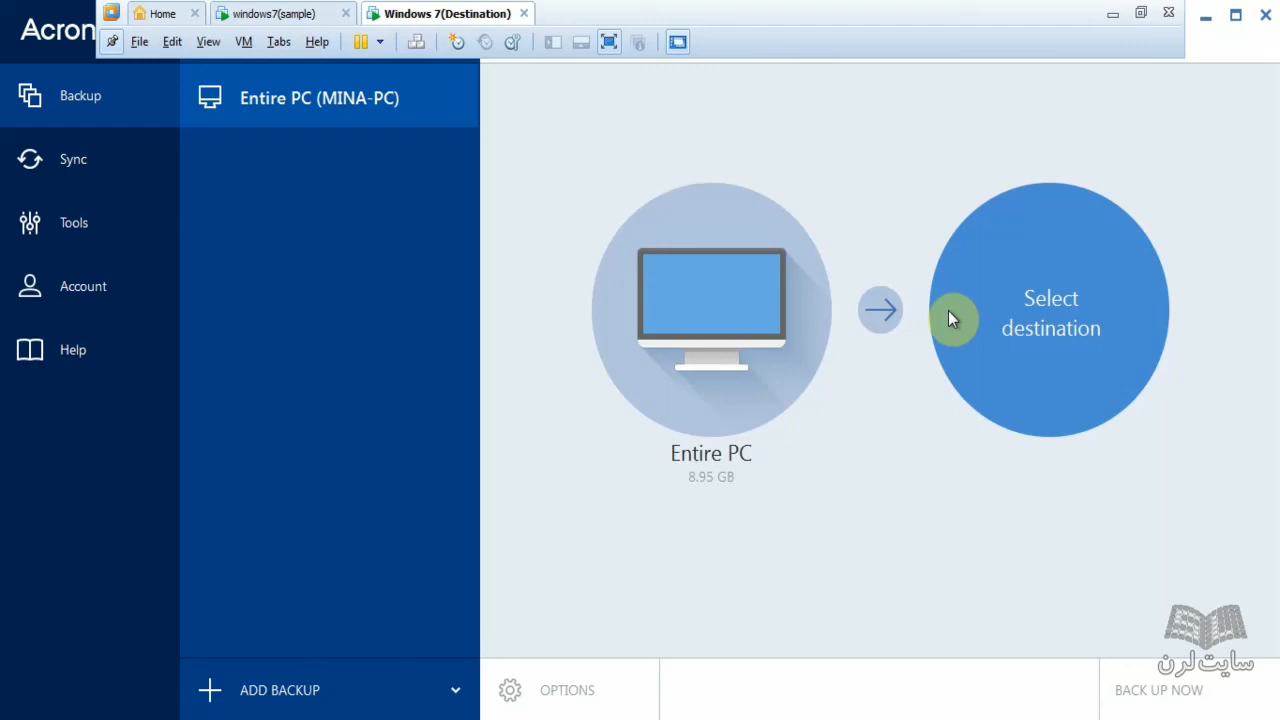 Acron
Home
windows7(sample)
Windows 7(Destination)
File Edit View VM Tabs Help
Backup
Sync
Tools
Account
Help
Entire PC (MINA-PC)
ADD BACKUP
Entire PC
8.95 GB
Select
destination
OPTIONS
BACK UP NOW
سایت لرن